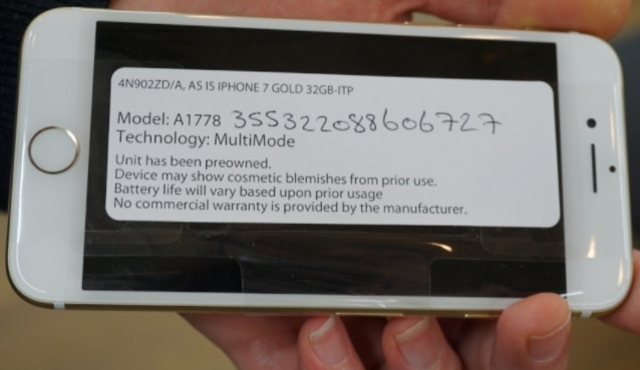 4N902ZD/A, AS IS IPHONE 7 GOLD 32GB-ITP
Model: A1778 355322088606727
Technology: MultiMode
Unit has been preowned.
Device may show cosmetic blemishes from prior use.
Battery life will vary based upon prior usage
No commercial warranty is provided by the manufacturer.